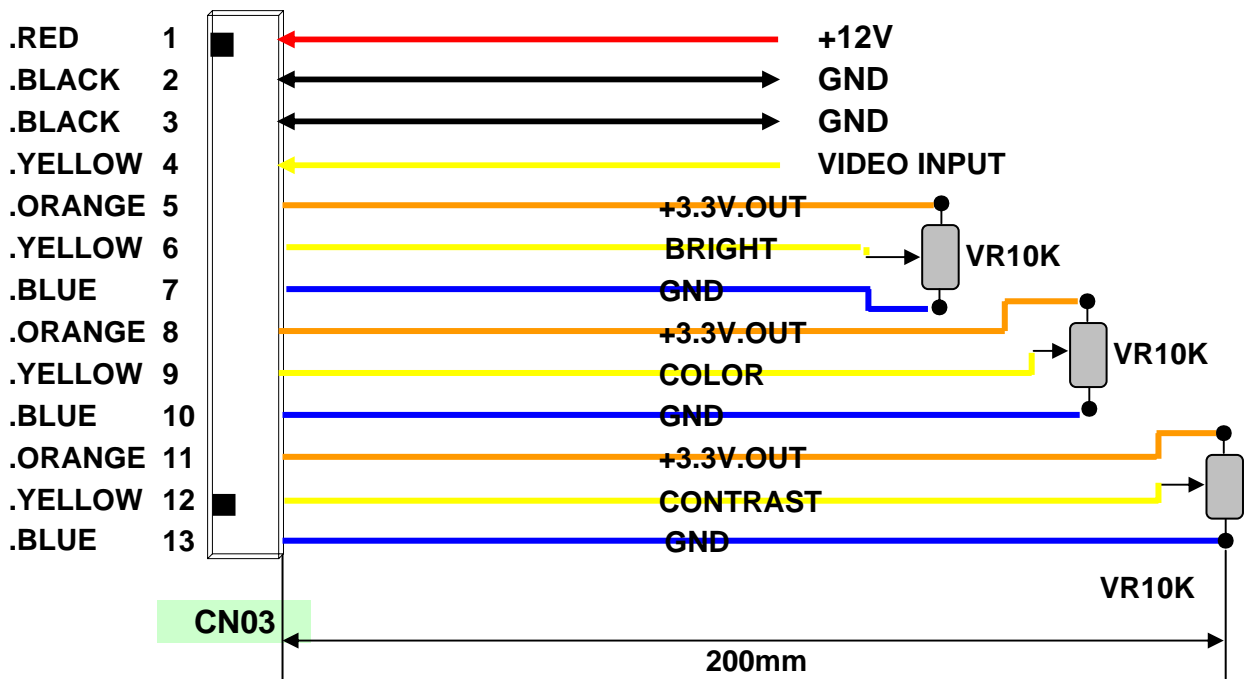 .RED 1 +12V
.BLACK 2 GND
.BLACK 3 GND
.YELLOW 4 VIDEO INPUT
.ORANGE 5 +3.3V.OUT
.YELLOW 6 BRIGHT VR10K
.BLUE 7 GND
.ORANGE 8 +3.3V.OUT
VR10K
.YELLOW 9 COLOR
.BLUE 10 GND
.ORANGE 11 +3.3V.OUT
.YELLOW 12 CONTRAST
.BLUE 13 GND
VR10K
CN03
200mm